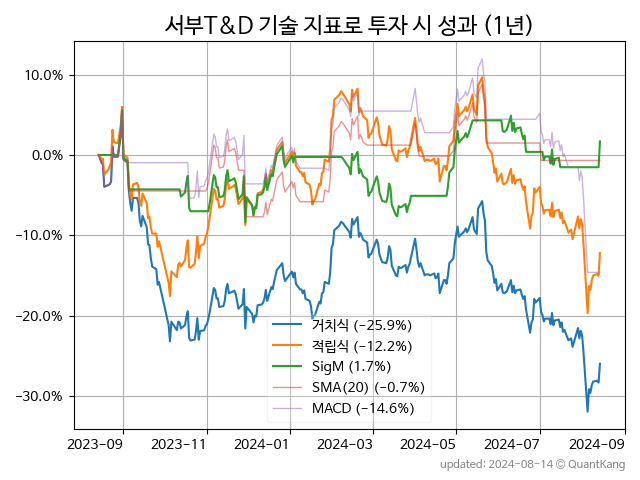 서부T&D 기술 지표로 투자 시 성과 (1년)
10.0%
0.0%
−10.0%
−20.0%
−30.0%
거치식 (−25.9%)
적립식 (−12.2%)
SigM (1.7%)
SMA(20) (−0.7%)
MACD (−14.6%)
2023-09 2023-11 2024-01 2024-03 2024-05 2024-07 2024-09
updated: 2024-08-14 © QuantKang